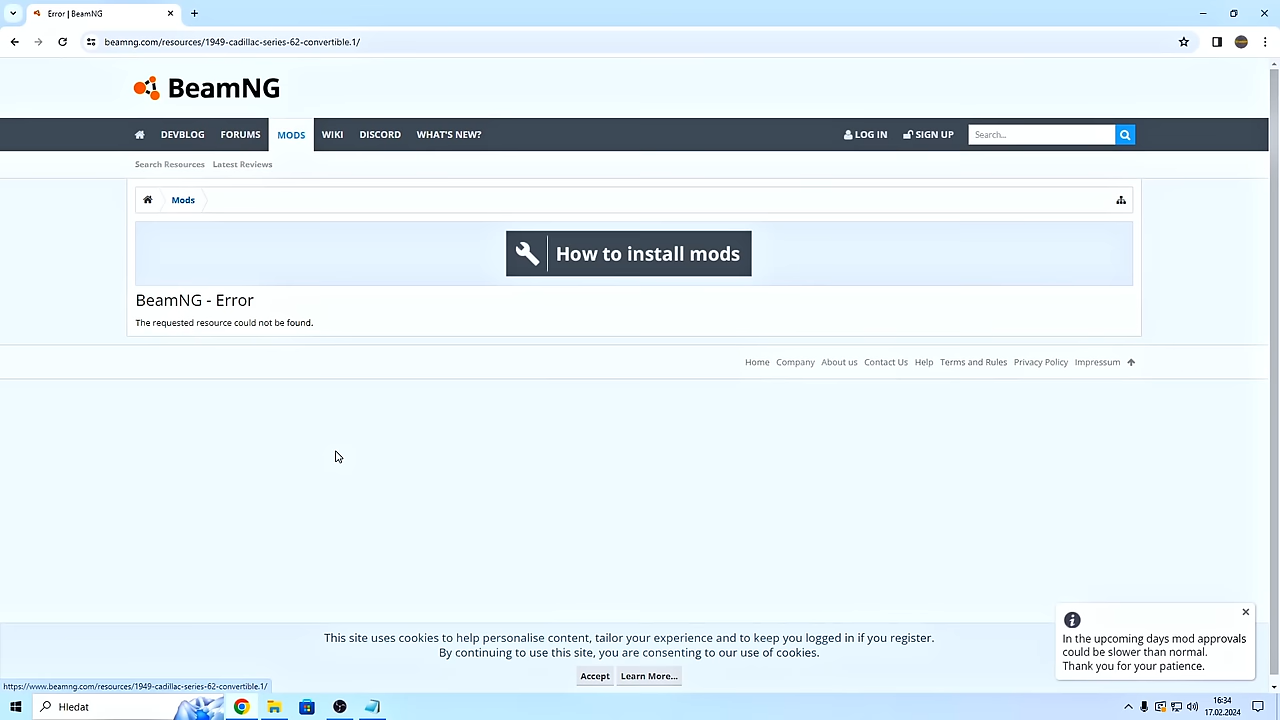 Error | BeamNG
beamng.com/resources/1949-cadillac-series-62-convertible.1/
BeamNG
DEVBLOG FORUMS MODS WIKI DISCORD WHAT'S NEW? LOG IN SIGN UP Search...
Search Resources Latest Reviews
Mods
How to install mods
BeamNG - Error
The requested resource could not be found.
Home Company About us Contact Us Help Terms and Rules Privacy Policy Impressum
In the upcoming days mod approvals
could be slower than normal.
Thank you for your patience.
This site uses cookies to help personalise content, tailor your experience and to keep you logged in if you register.
By continuing to use this site, you are consenting to our use of cookies.
Accept Learn More...
https://www.beamng.com/resources/1949-cadillac-series-62-convertible.1/
Hledat
16:34
17.02.2024